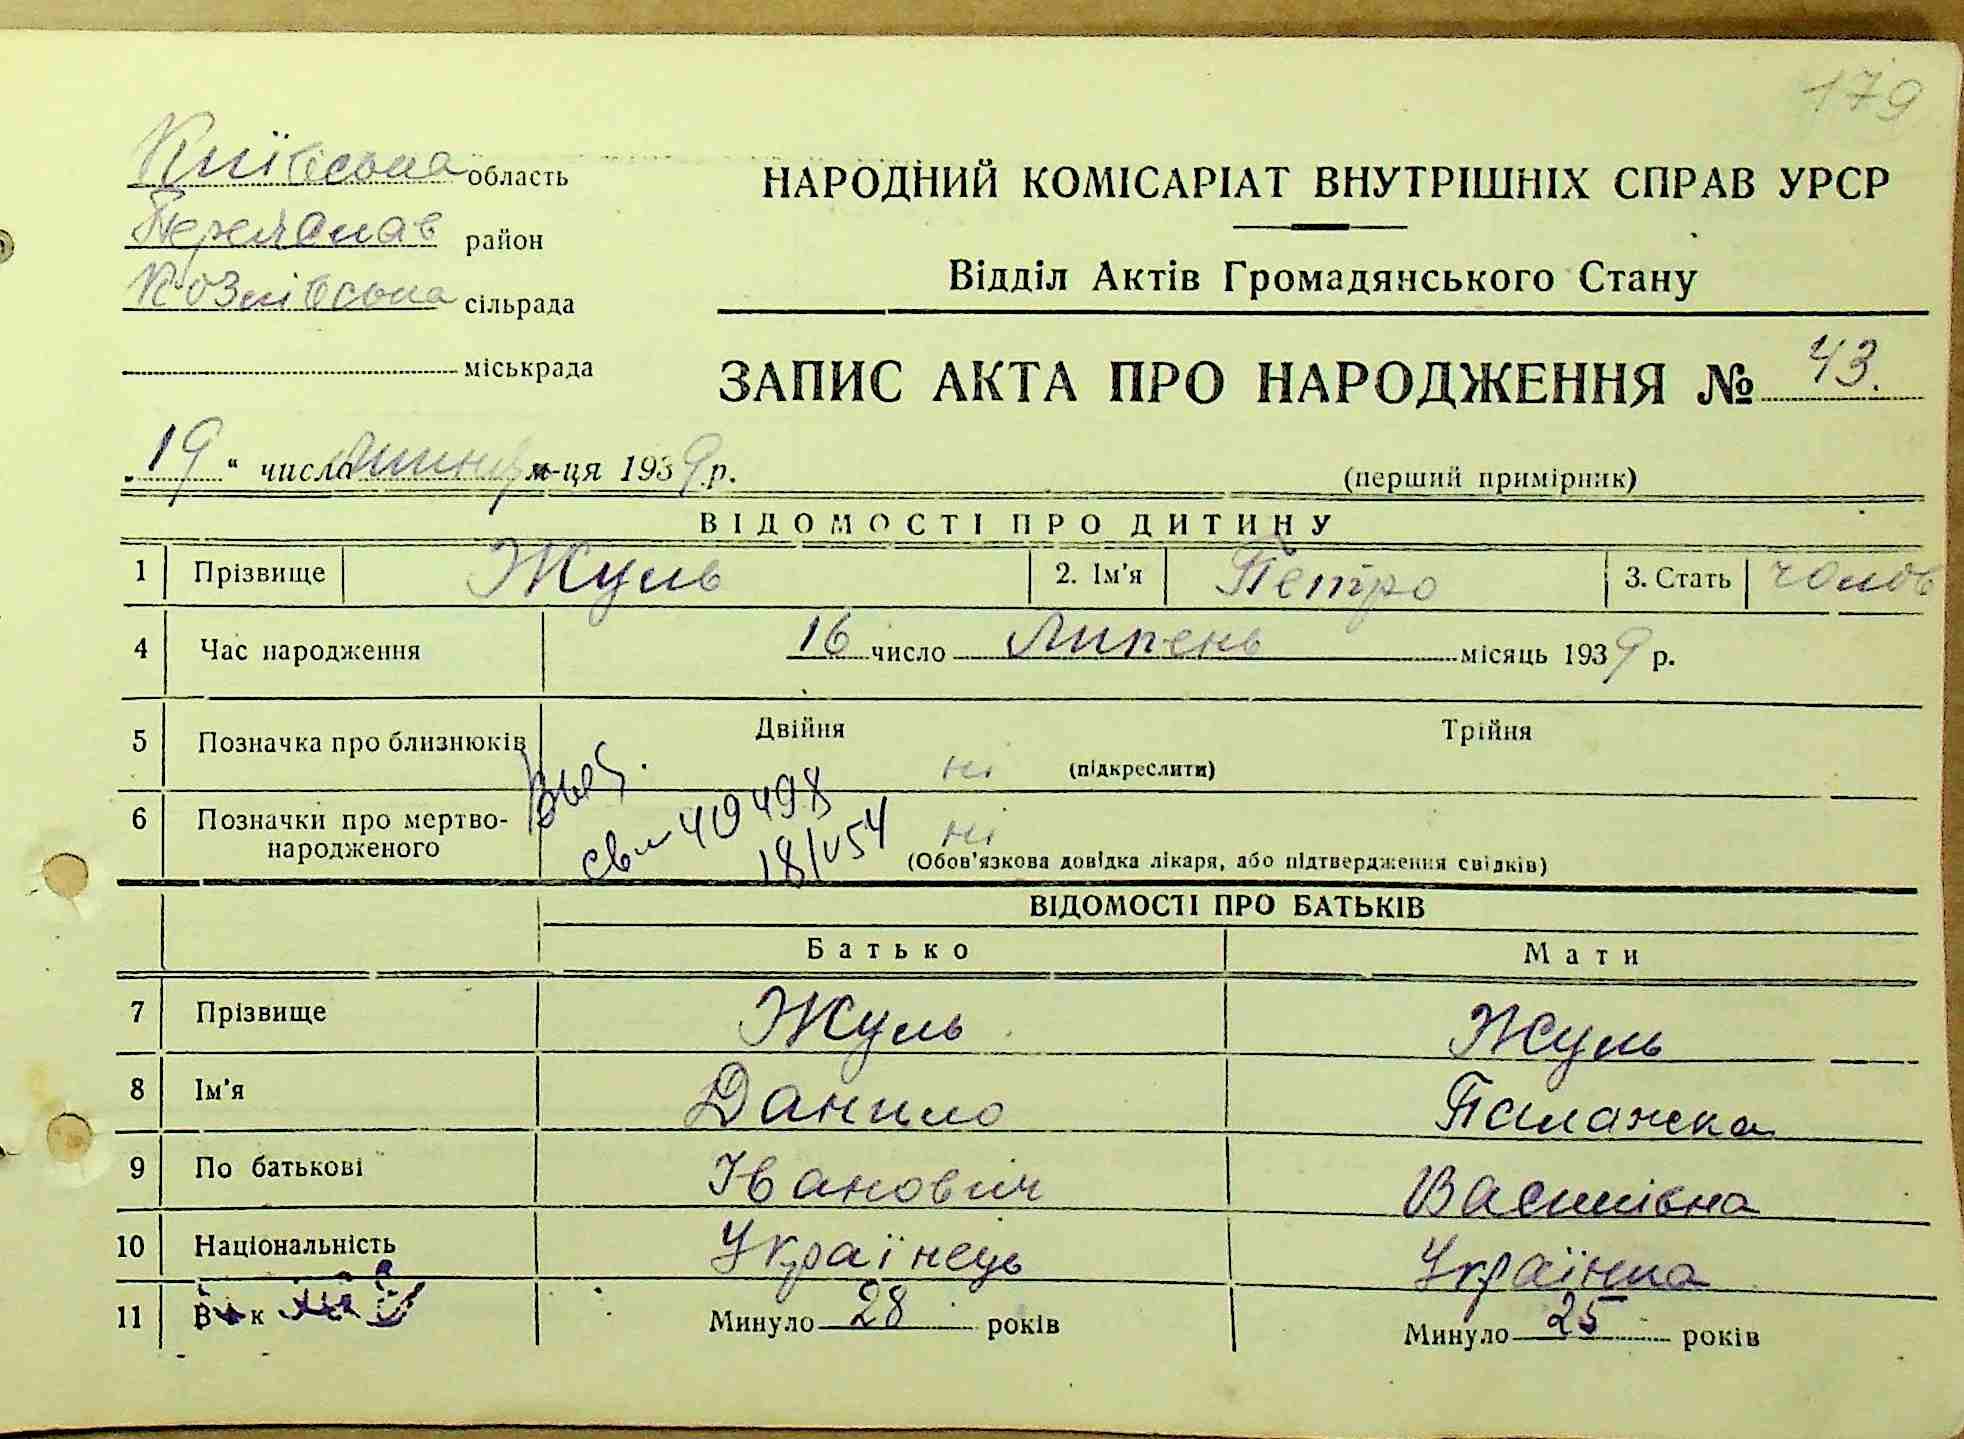 179
Київська область
Переяслав район
Козлівська сільрада
міськрада
НАРОДНИЙ КОМІСАРІАТ ВНУТРІШНІХ СПРАВ УРСР
Відділ Актів Громадянського Стану
ЗАПИС АКТА ПРО НАРОДЖЕННЯ № 43.
„19“ числа м-ця 1939 р.
(перший примірник)
ВІДОМОСТІ ПРО ДИТИНУ
1 Прізвище Жуль 2. Ім'я Петро 3. Стать чолов
4 Час народження 16 число Липень місяць 1939 р.
5 Позначка про близнюків Двійня Трійня
ні (підкреслити)
6 Позначки про мертво-
народженого ні
(Обов'язкова довідка лікаря, або підтвердження свідків)
419498
18/V 54
ВІДОМОСТІ ПРО БАТЬКІВ
Батько Мати
7 Прізвище Жуль Жуль
8 Ім'я Данило Палажка
9 По батькові Іванович Василівна
10 Національність Українець Українка
11 Вік Минуло 28 років Минуло 25 років